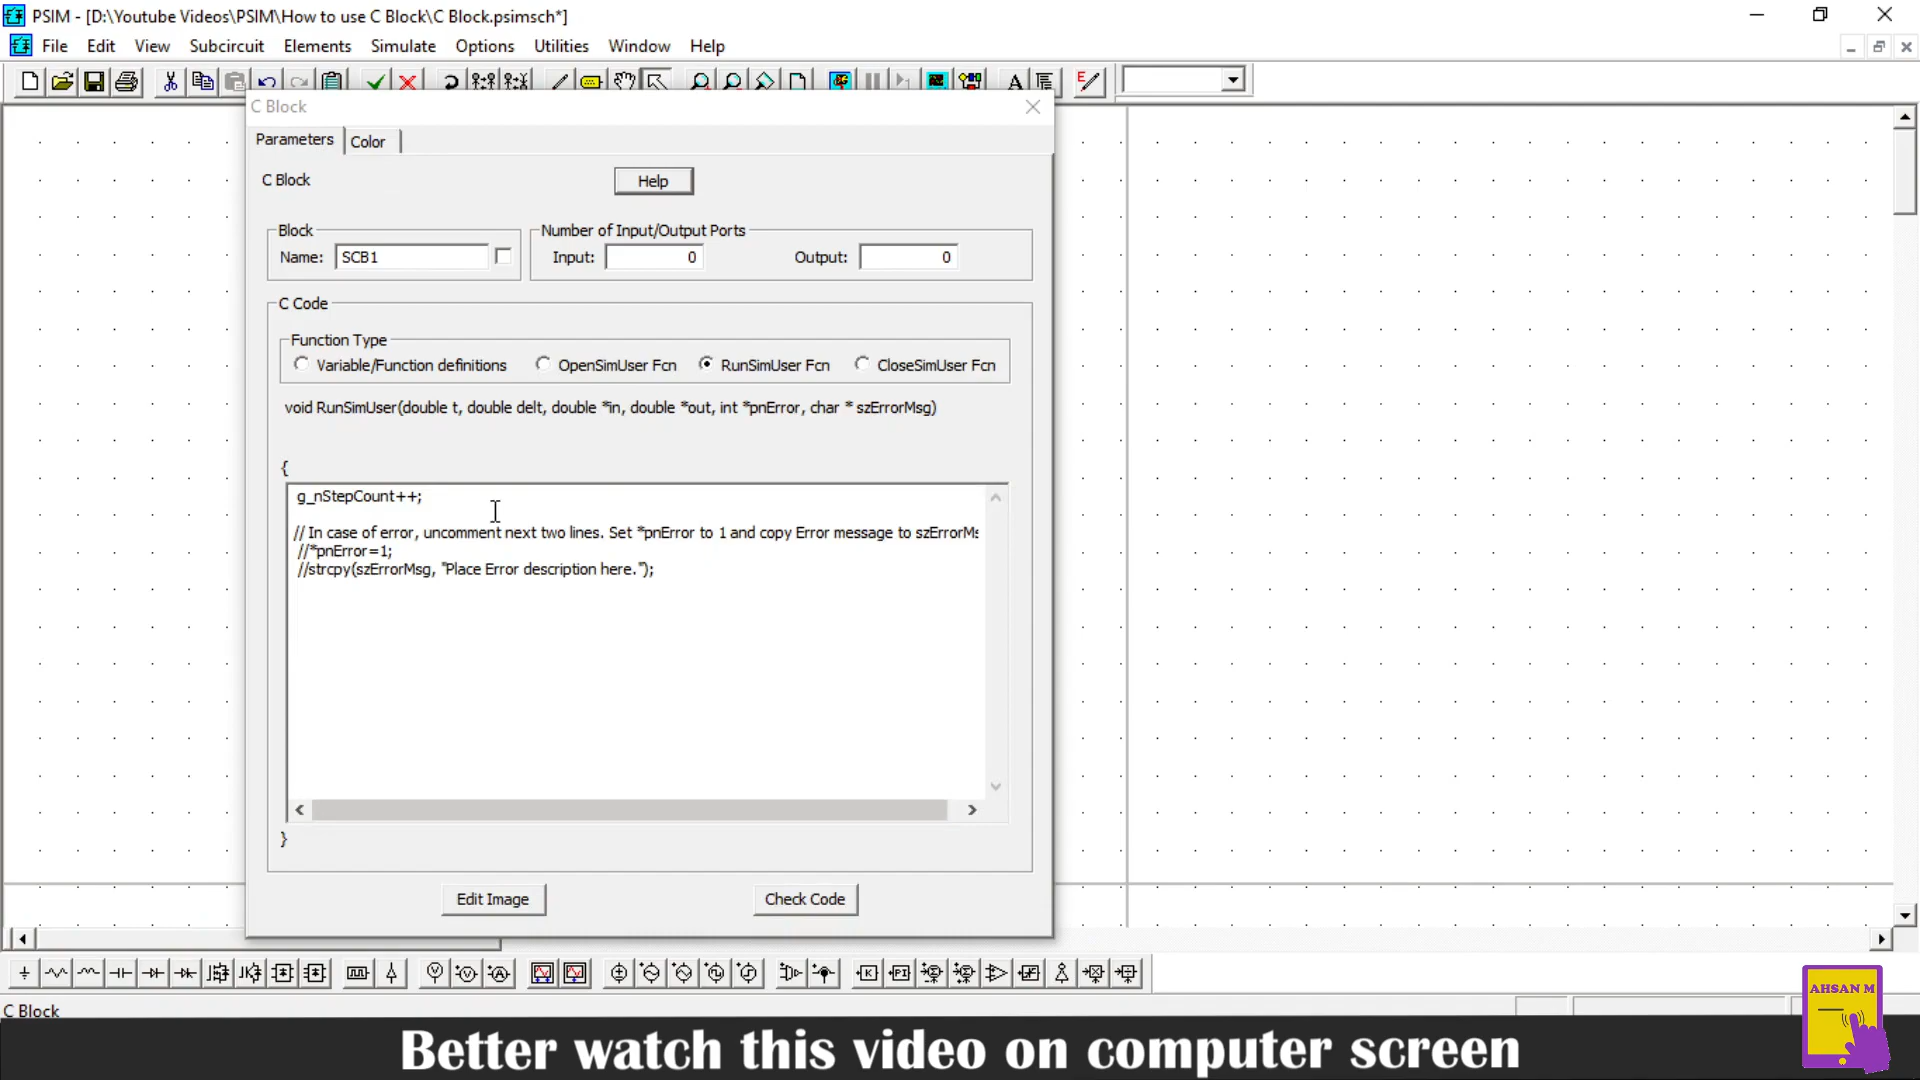 PSIM - [D:\Youtube Videos\PSIM\How to use C Block\C Block.psimsch*]
File Edit View Subcircuit Elements Simulate Options Utilities Window Help
C Block
Parameters Color
C Block Help
Block Number of Input/Output Ports
Name: SCB1 Input: 0 Output: 0
C Code
Function Type
Variable/Function definitions OpenSimUser Fcn RunSimUser Fcn CloseSimUser Fcn
void RunSimUser(double t, double delt, double *in, double *out, int *pnError, char * szErrorMsg)
{
g_nStepCount++;
// In case of error, uncomment next two lines. Set *pnError to 1 and copy Error message to szErrorMs
//*pnError=1;
//strcpy(szErrorMsg, "Place Error description here.");
}
Edit Image Check Code
C Block
AHSAN M
Better watch this video on computer screen